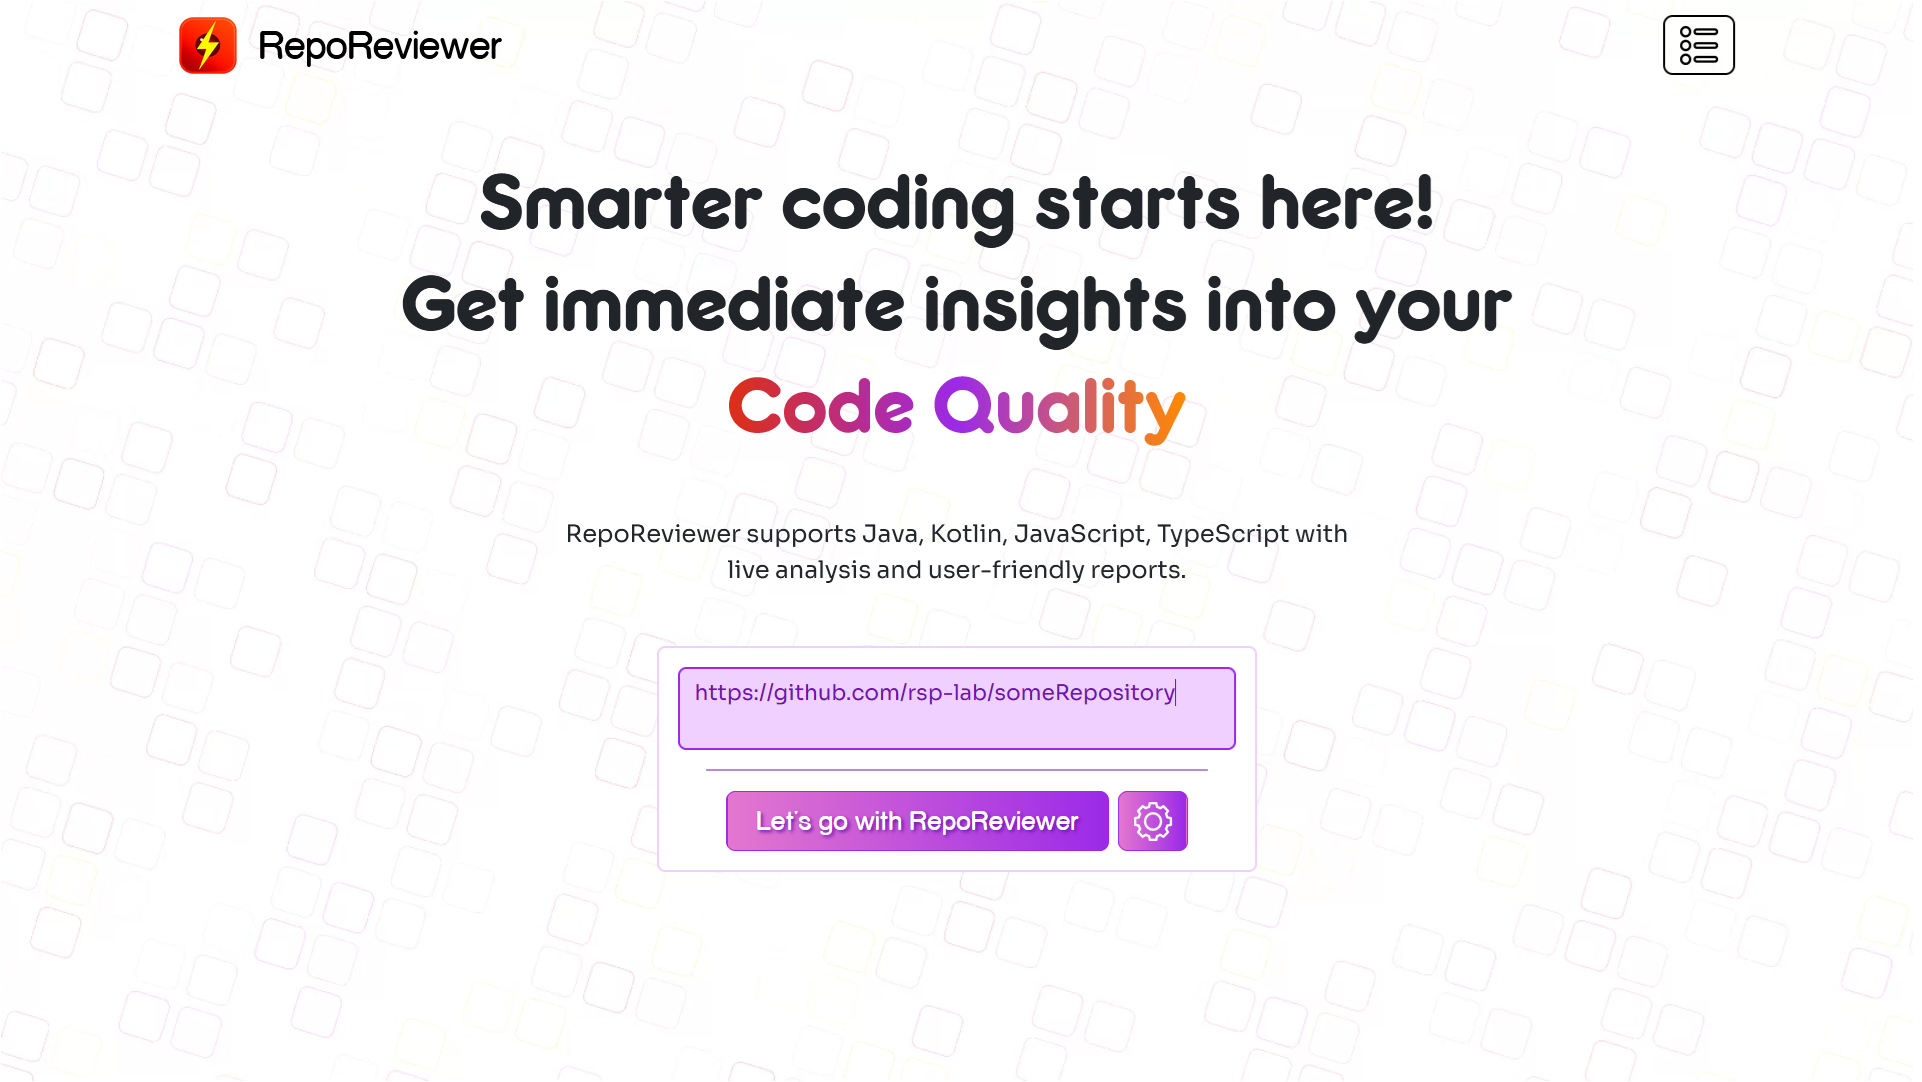 RepoReviewer
Smarter coding starts here!
Get immediate insights into your
Code Quality
RepoReviewer supports Java, Kotlin, JavaScript, TypeScript with
live analysis and user-friendly reports.
https://github.com/rsp-lab/someRepository
Let's go with RepoReviewer